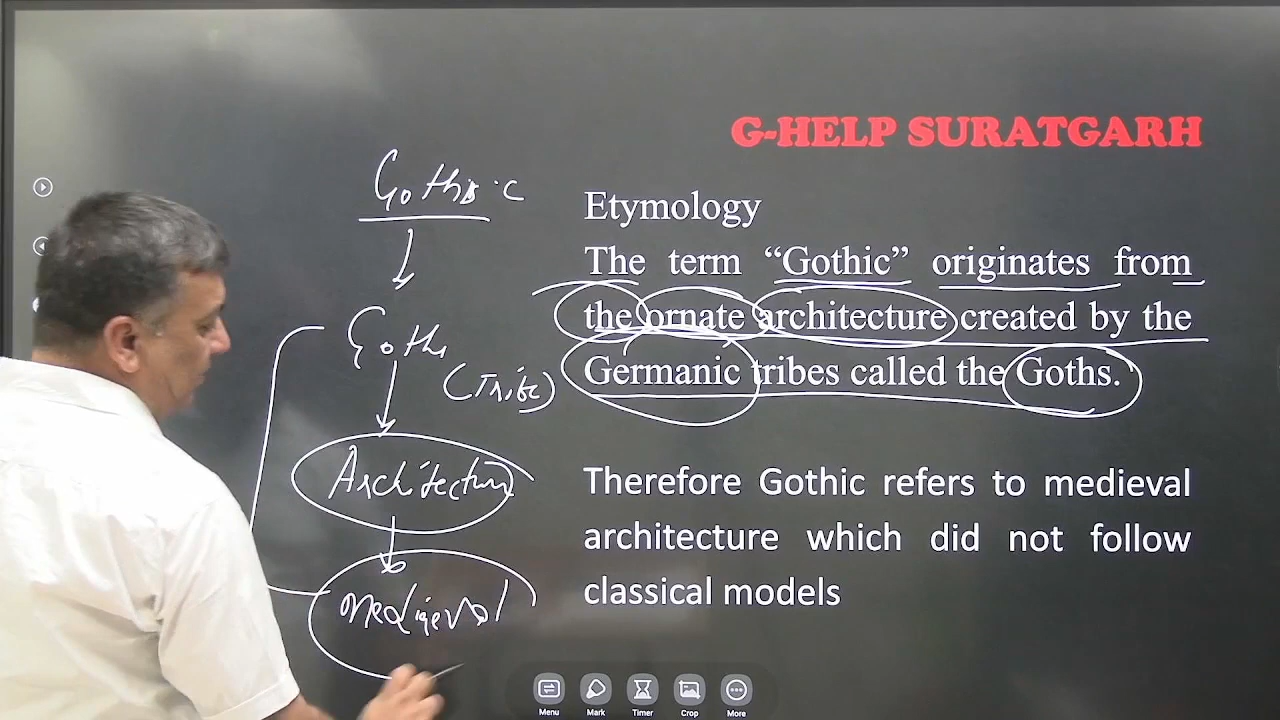 G-HELP SURATGARH
Gothic
Goths
(Tribe)
Architecture
Medieval
Etymology
The term “Gothic” originates from
the ornate architecture created by the
Germanic tribes called the Goths.
Therefore Gothic refers to medieval
architecture which did not follow
classical models
Menu
Mark
Timer
Crop
More